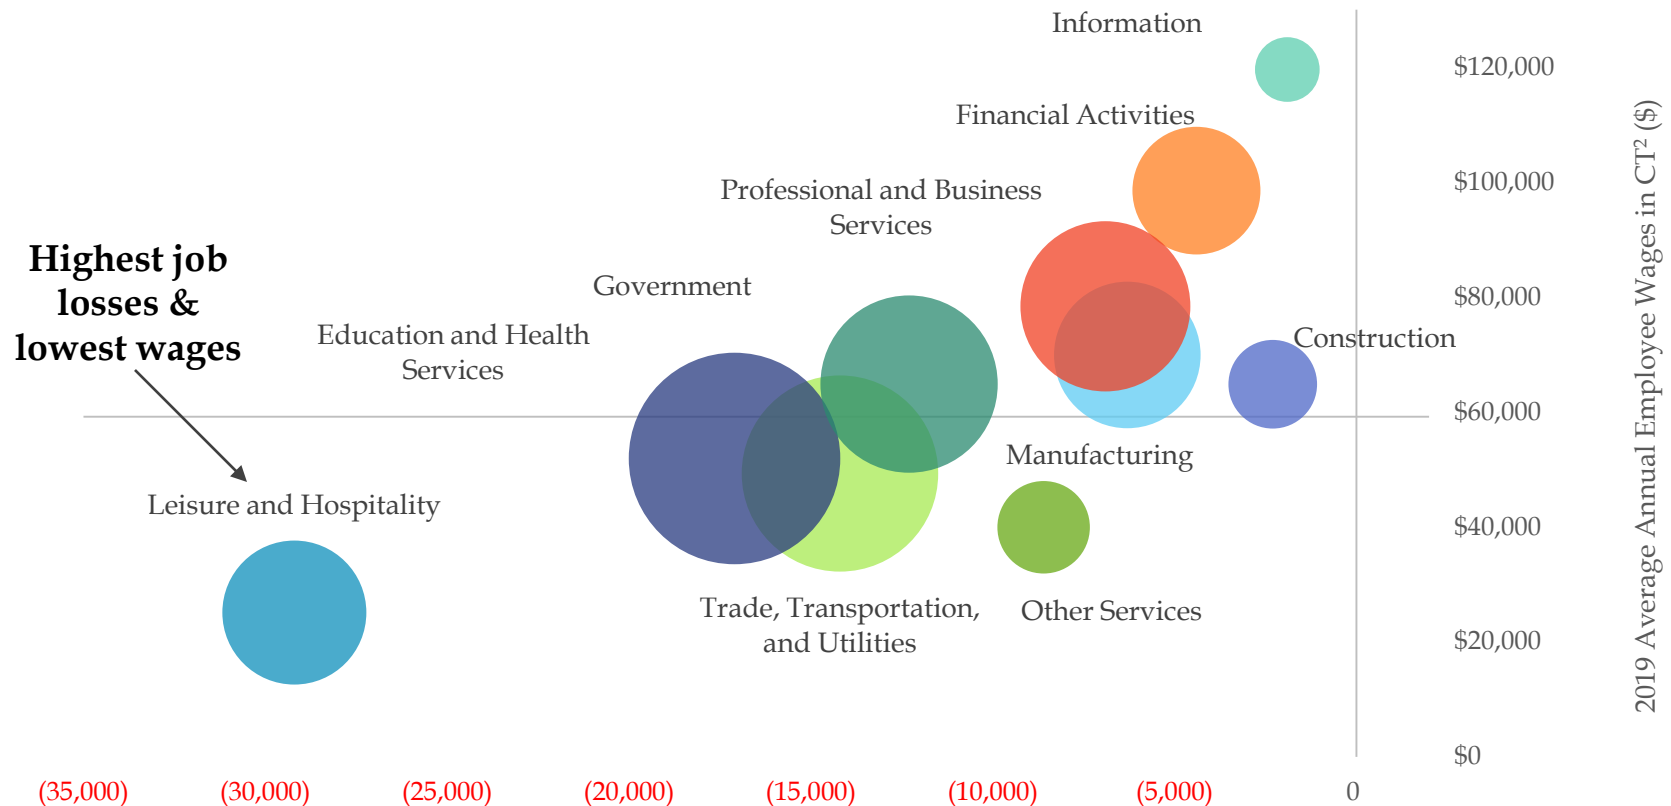 Information
$120,000
Financial Activities
$100,000
Professional and Business
Services
Highest job
losses &
lowest wages
Government
$80,000
Education and Health
Services
Construction
$60,000
Manufacturing
Leisure and Hospitality
$40,000
Trade, Transportation,
and Utilities
Other Services
$20,000
$0
2019 Average Annual Employee Wages in CT² ($)
(35,000) (30,000) (25,000) (20,000) (15,000) (10,000) (5,000) 0